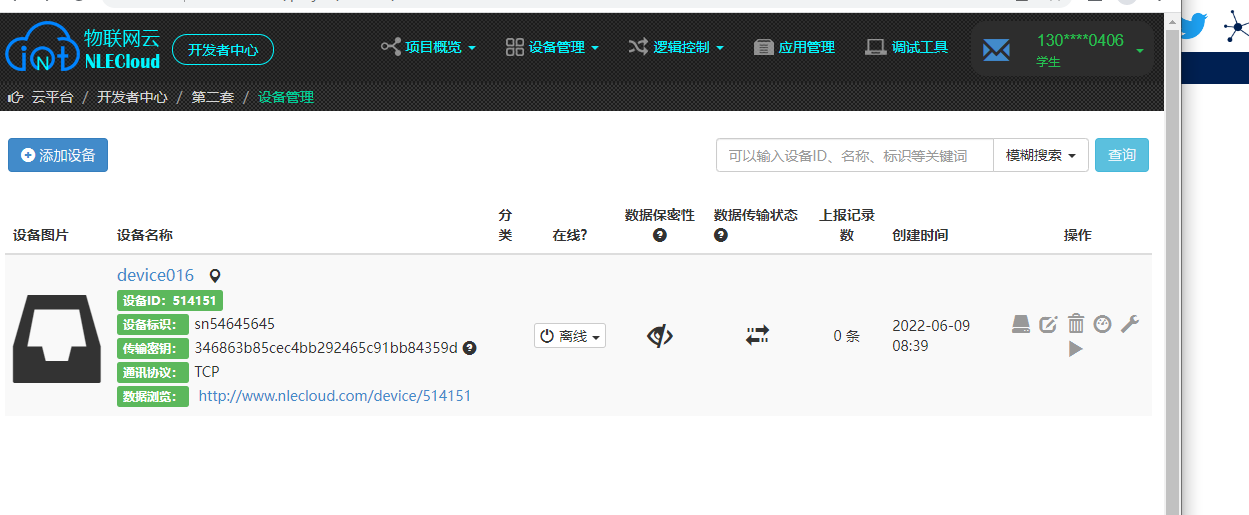 物联网云
NLECloud
开发者中心
项目概览
设备管理
逻辑控制
应用管理
调试工具
130****0406
学生
云平台 / 开发者中心 / 第二套 / 设备管理
添加设备
可以输入设备ID、名称、标识等关键词
模糊搜索
查询
设备图片
设备名称
分类
在线?
数据保密性
数据传输状态
上报记录数
创建时间
操作
device016
设备ID：514151
设备标识： sn54645645
传输密钥： 346863b85cec4bb292465c91bb84359d
通讯协议： TCP
数据浏览： http://www.nlecloud.com/device/514151
离线
0 条
2022-06-09
08:39